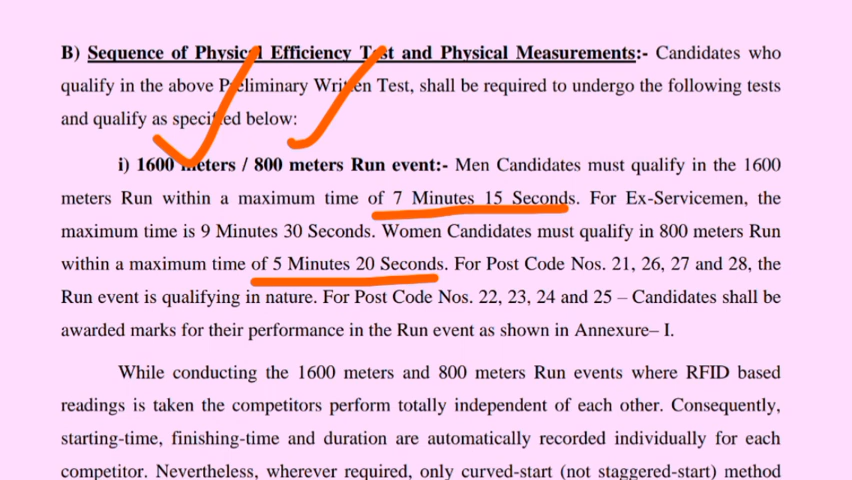 B) Sequence of Physical Efficiency Test and Physical Measurements:- Candidates who
qualify in the above Preliminary Written Test, shall be required to undergo the following tests
and qualify as specified below:
i) 1600 meters / 800 meters Run event:- Men Candidates must qualify in the 1600
meters Run within a maximum time of 7 Minutes 15 Seconds. For Ex-Servicemen, the
maximum time is 9 Minutes 30 Seconds. Women Candidates must qualify in 800 meters Run
within a maximum time of 5 Minutes 20 Seconds. For Post Code Nos. 21, 26, 27 and 28, the
Run event is qualifying in nature. For Post Code Nos. 22, 23, 24 and 25 – Candidates shall be
awarded marks for their performance in the Run event as shown in Annexure– I.
While conducting the 1600 meters and 800 meters Run events where RFID based
readings is taken the competitors perform totally independent of each other. Consequently,
starting-time, finishing-time and duration are automatically recorded individually for each
competitor. Nevertheless, wherever required, only curved-start (not staggered-start) method